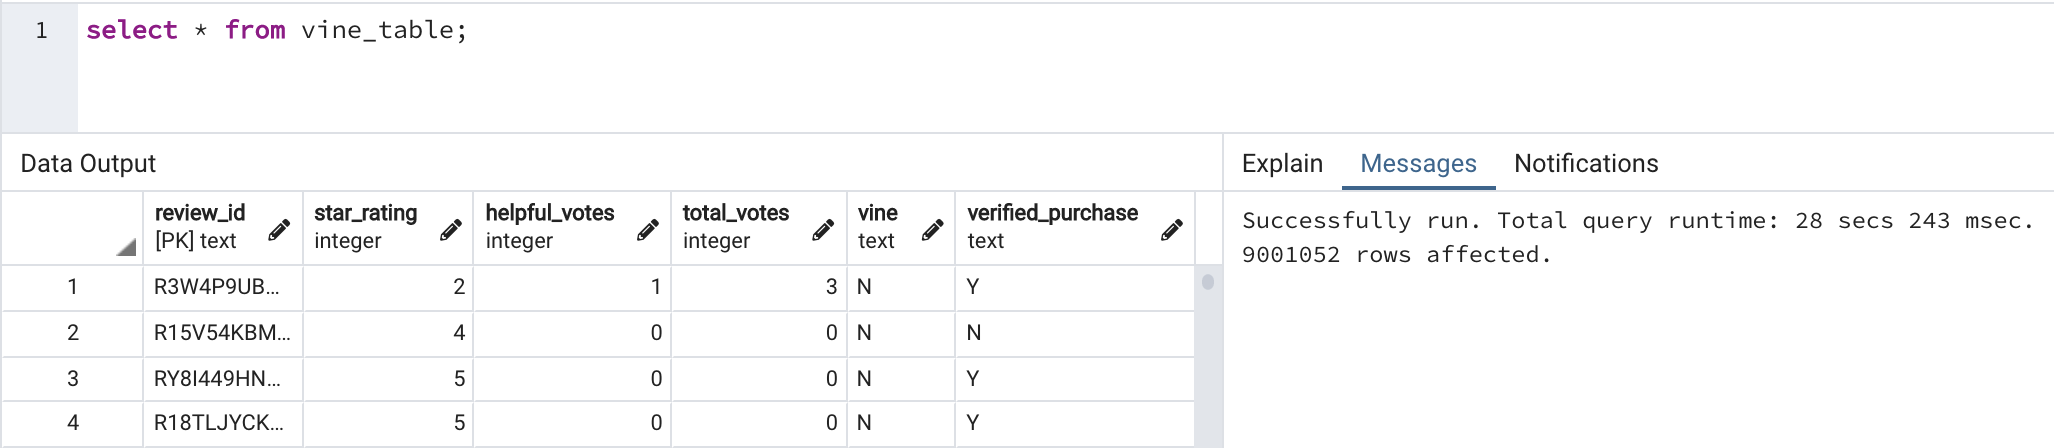 1 select * from vine_table;
Data Output
Explain Messages Notifications
review_id star_rating helpful_votes total_votes vine verified_purchase
[PK] text integer integer integer text text
1 R3W4P9UB... 2 1 3 N Y
2 R15V54KBM... 4 0 0 N N
3 RY8I449HN... 5 0 0 N Y
4 R18TLJYCK... 5 0 0 N Y
Successfully run. Total query runtime: 28 secs 243 msec.
9001052 rows affected.